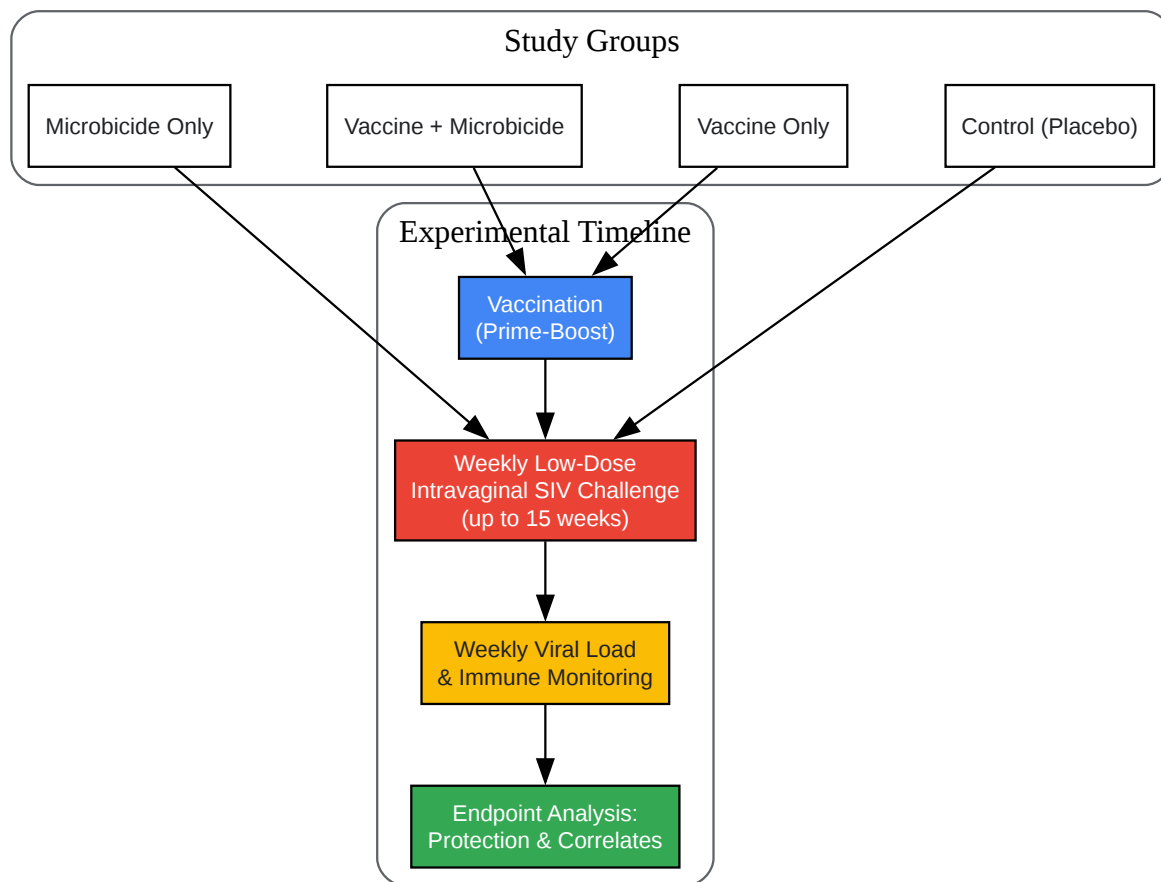 Study Groups
Microbicide Only
Vaccine + Microbicide
Vaccine Only
Control (Placebo)
Experimental Timeline
Vaccination
(Prime-Boost)
Weekly Low-Dose
Intravaginal SIV Challenge
(up to 15 weeks)
Weekly Viral Load
& Immune Monitoring
Endpoint Analysis:
Protection & Correlates